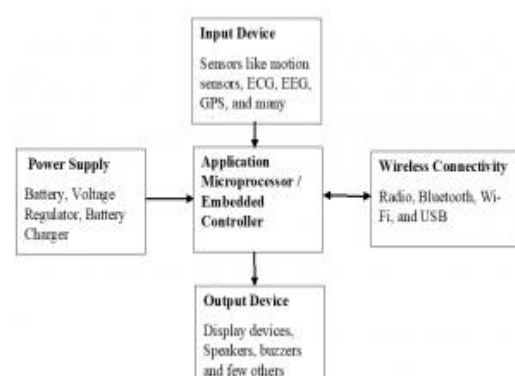 Input Device
Sensors like motion
sensors, ECG, EEG,
GPS, and many
Power Supply
Battery, Voltage
Regulator, Battery
Charger
Application
Microprocessor /
Embedded
Controller
Wireless Connectivity
Radio, Bluetooth, Wi-
Fi, and USB
Output Device
Display devices,
Speakers, buzzers
and few others